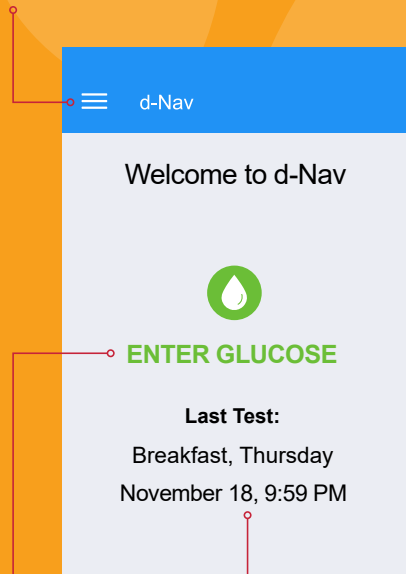 d-Nav
Welcome to d-Nav
ENTER GLUCOSE
Last Test:
Breakfast, Thursday
November 18, 9:59 PM